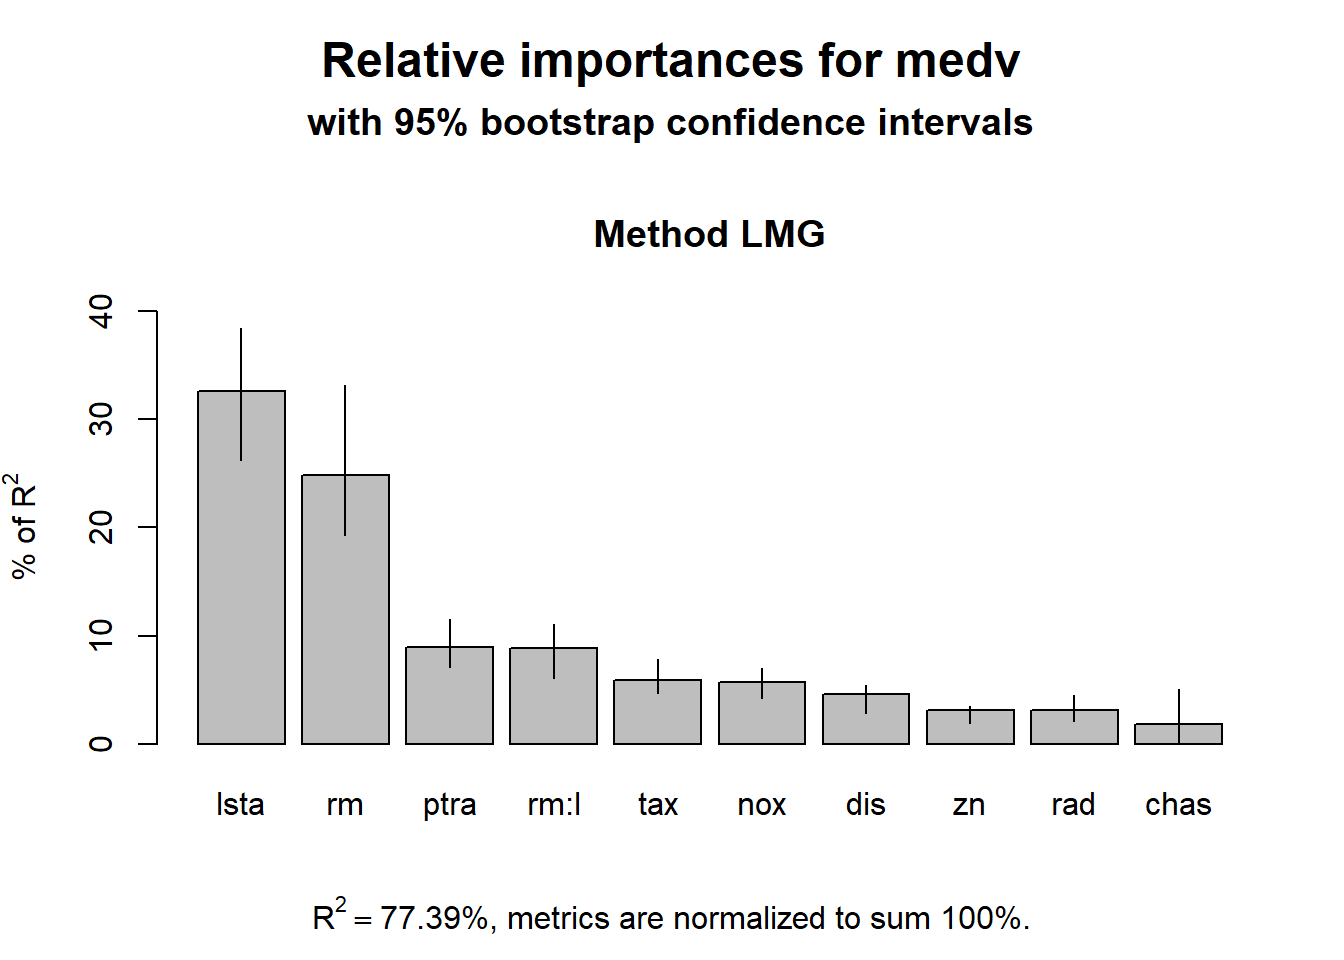 Relative importances for medv
with 95% bootstrap confidence intervals
Method LMG
% of R²
40
30
20
10
0
lsta rm ptra rm:l tax nox dis zn rad chas
R² = 77.39%, metrics are normalized to sum 100%.